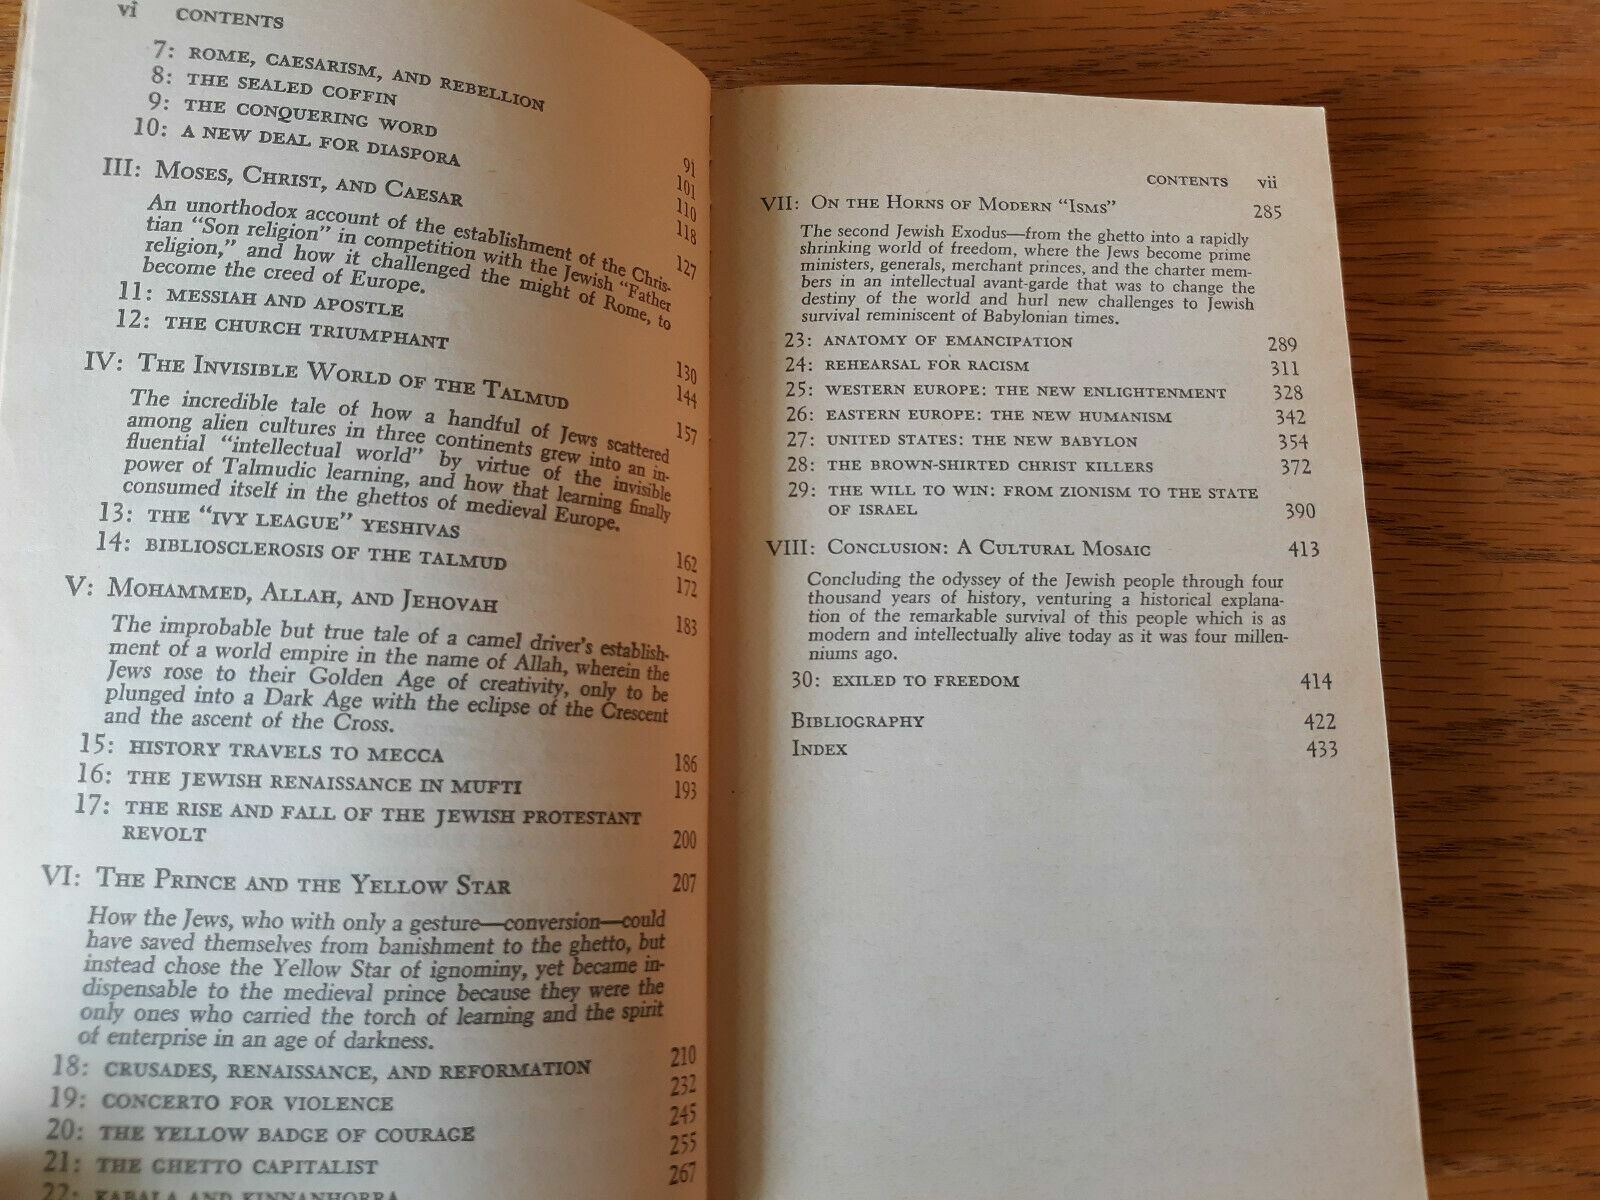 vi CONTENTS
7: ROME, CAESARISM, AND REBELLION 91
8: THE SEALED COFFIN 101
9: THE CONQUERING WORD 110
10: A NEW DEAL FOR DIASPORA 118
III: MOSES, CHRIST, AND CAESAR 127
An unorthodox account of the establishment of the Chris-
tian "Son religion" in competition with the Jewish "Father
religion," and how it challenged the might of Rome, to
become the creed of Europe.
11: MESSIAH AND APOSTLE 130
12: THE CHURCH TRIUMPHANT 144
IV: THE INVISIBLE WORLD OF THE TALMUD 157
The incredible tale of how a handful of Jews scattered
among alien cultures in three continents grew into an in-
fluential "intellectual world" by virtue of the invisible
power of Talmudic learning, and how that learning finally
consumed itself in the ghettos of medieval Europe.
13: THE "IVY LEAGUE" YESHIVAS 162
14: BIBLIOSCLEROSIS OF THE TALMUD 172
V: MOHAMMED, ALLAH, AND JEHOVAH 183
The improbable but true tale of a camel driver's establish-
ment of a world empire in the name of Allah, wherein the
Jews rose to their Golden Age of creativity, only to be
plunged into a Dark Age with the eclipse of the Crescent
and the ascent of the Cross.
15: HISTORY TRAVELS TO MECCA 186
16: THE JEWISH RENAISSANCE IN MUFTI 193
17: THE RISE AND FALL OF THE JEWISH PROTESTANT
REVOLT 200
VI: THE PRINCE AND THE YELLOW STAR 207
How the Jews, who with only a gesture—conversion—could
have saved themselves from banishment to the ghetto, but
instead chose the Yellow Star of ignominy, yet became in-
dispensable to the medieval prince because they were the
only ones who carried the torch of learning and the spirit
of enterprise in an age of darkness.
18: CRUSADES, RENAISSANCE, AND REFORMATION 210
19: CONCERTO FOR VIOLENCE 232
20: THE YELLOW BADGE OF COURAGE 245
21: THE GHETTO CAPITALIST 255
22: KABALA AND KINNANHORRA 267
CONTENTS vii
VII: ON THE HORNS OF MODERN "ISMS" 285
The second Jewish Exodus—from the ghetto into a rapidly
shrinking world of freedom, where the Jews become prime
ministers, generals, merchant princes, and the charter mem-
bers in an intellectual avant-garde that was to change the
destiny of the world and hurl new challenges to Jewish
survival reminiscent of Babylonian times.
23: ANATOMY OF EMANCIPATION 289
24: REHEARSAL FOR RACISM 311
25: WESTERN EUROPE: THE NEW ENLIGHTENMENT 328
26: EASTERN EUROPE: THE NEW HUMANISM 342
27: UNITED STATES: THE NEW BABYLON 354
28: THE BROWN-SHIRTED CHRIST KILLERS 372
29: THE WILL TO WIN: FROM ZIONISM TO THE STATE
OF ISRAEL 390
VIII: CONCLUSION: A CULTURAL MOSAIC 413
Concluding the odyssey of the Jewish people through four
thousand years of history, venturing a historical explana-
tion of the remarkable survival of this people which is as
modern and intellectually alive today as it was four millen-
niums ago.
30: EXILED TO FREEDOM 414
BIBLIOGRAPHY 422
INDEX 433